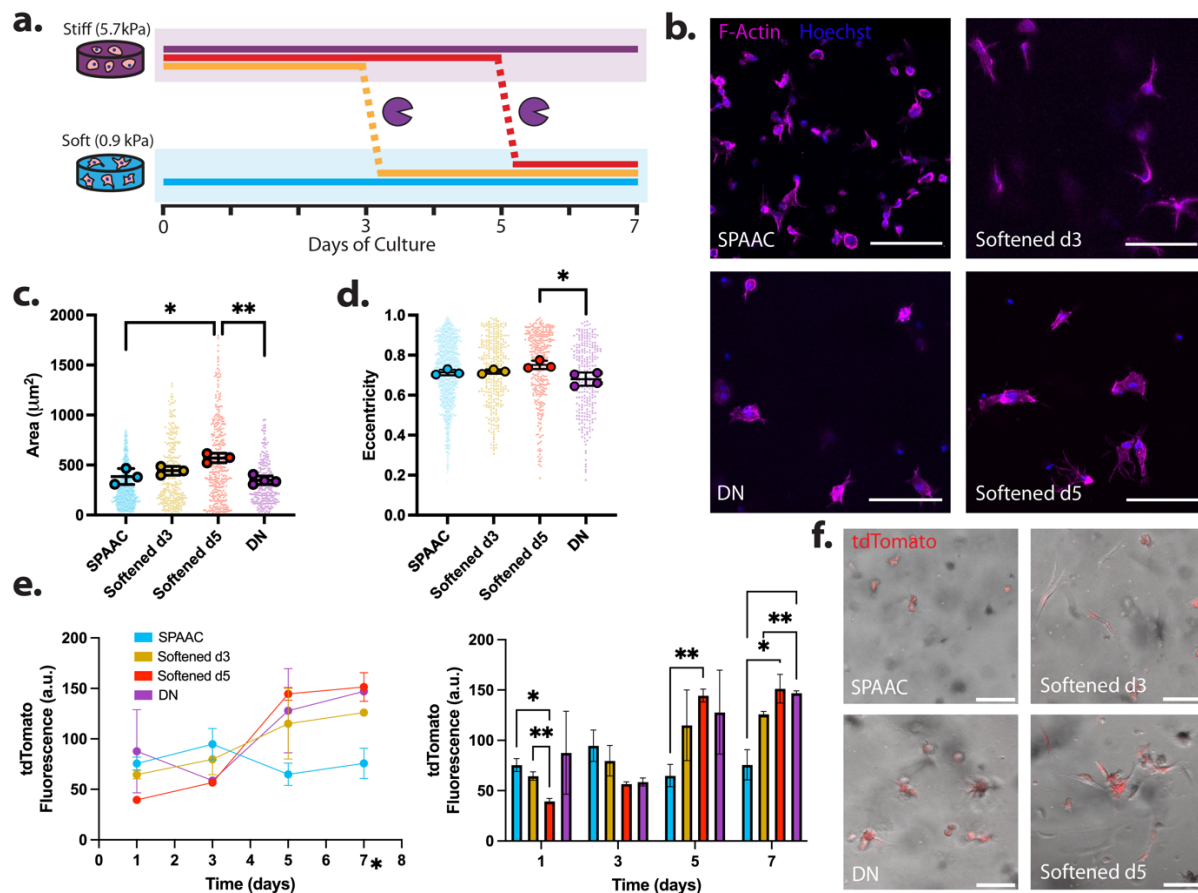 a.
Stiff (5.7kPa)
Soft (0.9 kPa)
0 3 5 7
Days of Culture
b.
F-Actin Hoechst
SPAAC
Softened d3
DN
Softened d5
c.
* **
Area (µm²)
2000
1500
1000
500
0
SPAAC
Softened d3
Softened d5
DN
d.
*
Eccentricity
1.0
0.8
0.6
0.4
0.2
0.0
SPAAC
Softened d3
Softened d5
DN
e.
tdTomato
Fluorescence (a.u.)
200
150
100
50
0
SPAAC
Softened d3
Softened d5
DN
0 1 2 3 4 5 6 7 8
*
Time (days)
tdTomato
Fluorescence (a.u.)
200
150
100
50
0
*
**
**
**
*
1 3 5 7
Time (days)
f.
tdTomato
SPAAC
Softened d3
DN
Softened d5